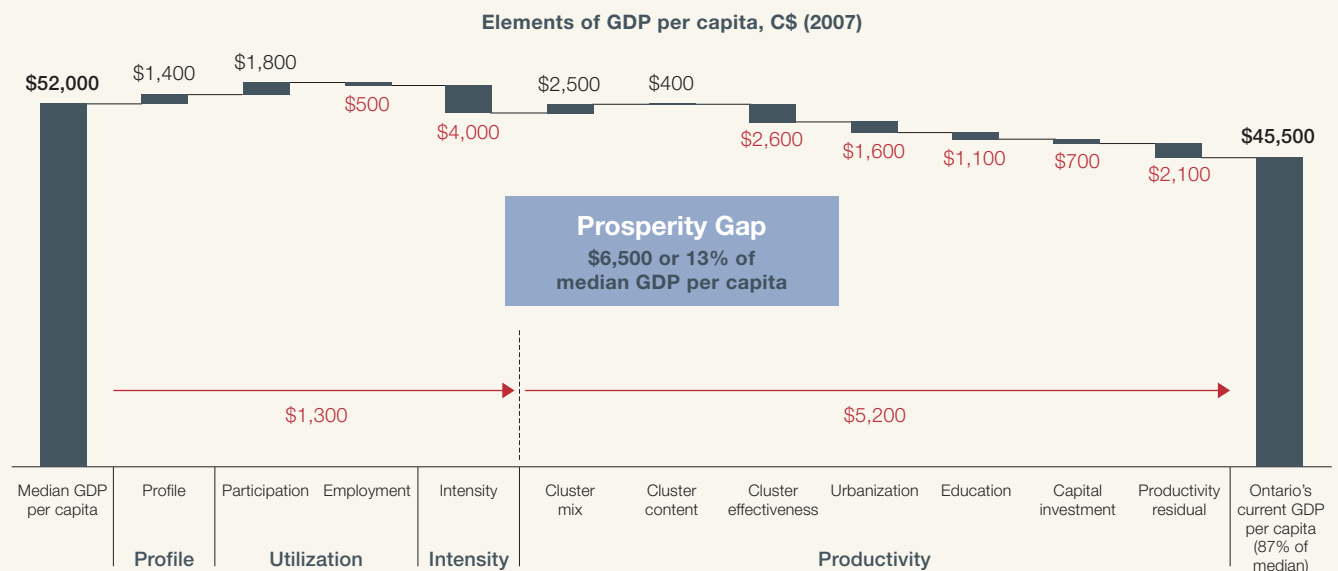 Elements of GDP per capita, C$ (2007)
$52,000
$1,400
$1,800
$500
$4,000
$2,500
$400
$2,600
$1,600
$1,100
$700
$2,100
$45,500
Prosperity Gap
$6,500 or 13% of
median GDP per capita
$1,300
$5,200
Median GDP
per capita
Profile
Participation
Employment
Intensity
Cluster
mix
Cluster
content
Cluster
effectiveness
Urbanization
Education
Capital
investment
Productivity
residual
Ontario's
current GDP
per capita
(87% of
median)
Profile
Utilization
Intensity
Productivity